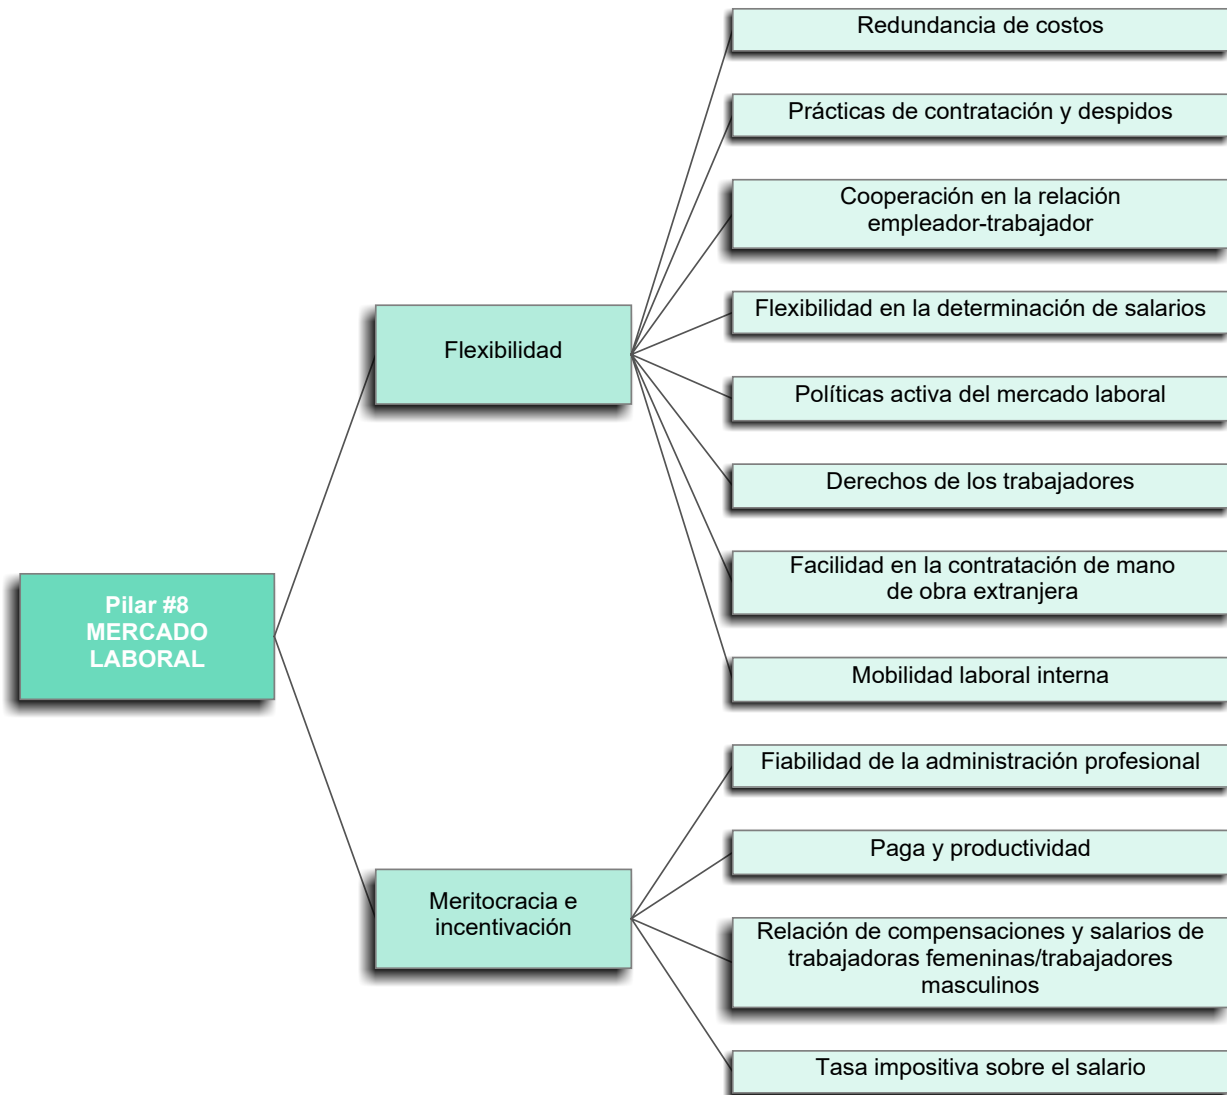 Redundancia de costos
Prácticas de contratación y despidos
Cooperación en la relación
empleador-trabajador
Flexibilidad en la determinación de salarios
Flexibilidad
Políticas activa del mercado laboral
Derechos de los trabajadores
Facilidad en la contratación de mano
de obra extranjera
Pilar #8
MERCADO
LABORAL
Mobilidad laboral interna
Fiabilidad de la administración profesional
Paga y productividad
Meritocracia e
incentivación
Relación de compensaciones y salarios de
trabajadoras femeninas/trabajadores
masculinos
Tasa impositiva sobre el salario